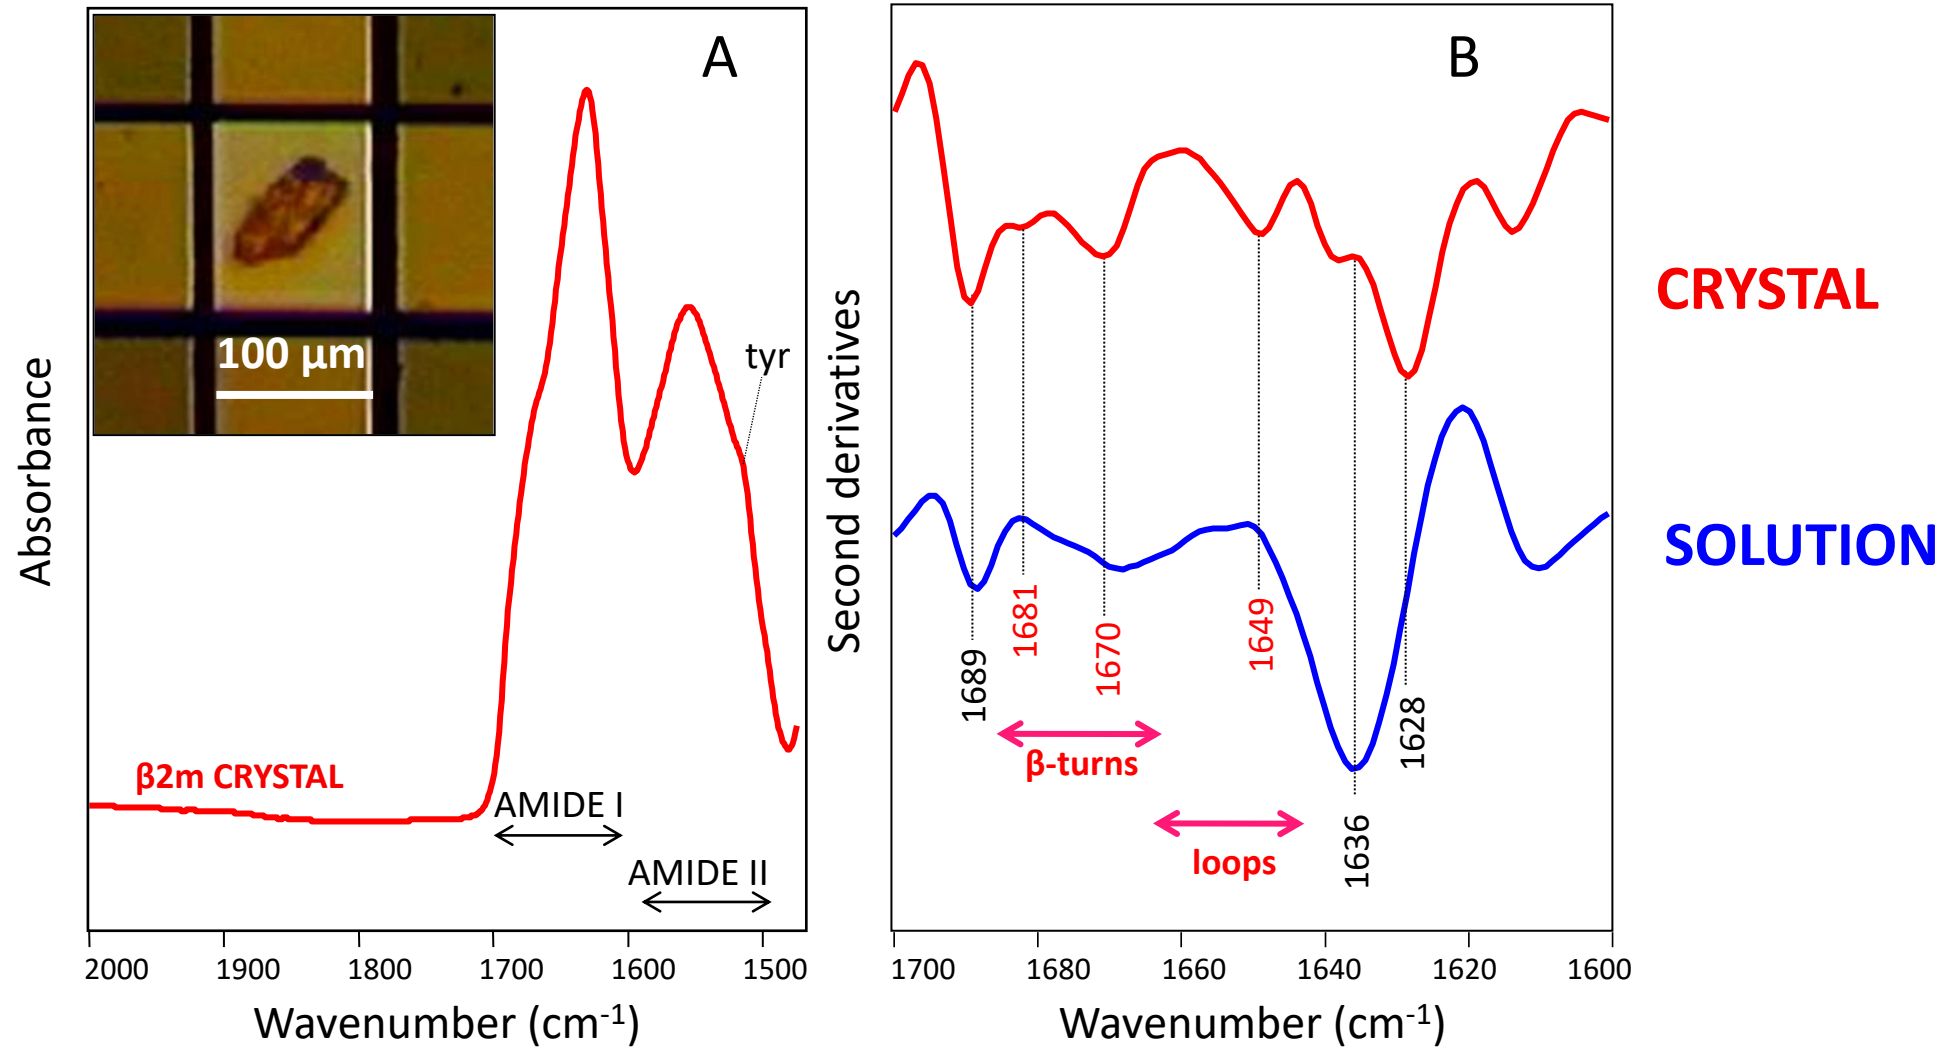 A
100 µm
tyr
Absorbance
β2m CRYSTAL
AMIDE I
AMIDE II
2000 1900 1800 1700 1600 1500
Wavenumber (cm-1)
B
Second derivatives
1689
1681
1670
1649
1636
1628
β-turns
loops
1700 1680 1660 1640 1620 1600
Wavenumber (cm-1)
CRYSTAL
SOLUTION